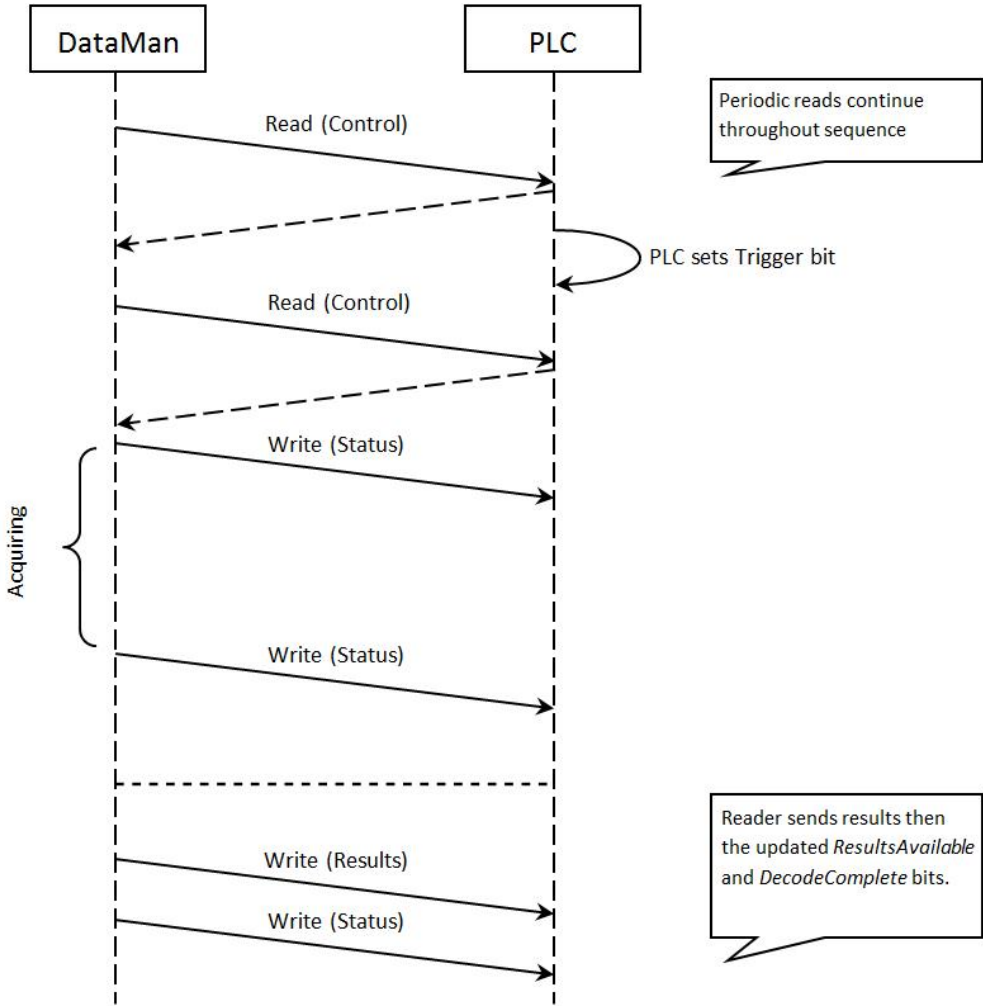 DataMan
PLC
Read (Control)
Periodic reads continue
throughout sequence
PLC sets Trigger bit
Read (Control)
Write (Status)
Acquiring
Write (Status)
Reader sends results then
the updated ResultsAvailable
and DecodeComplete bits.
Write (Results)
Write (Status)